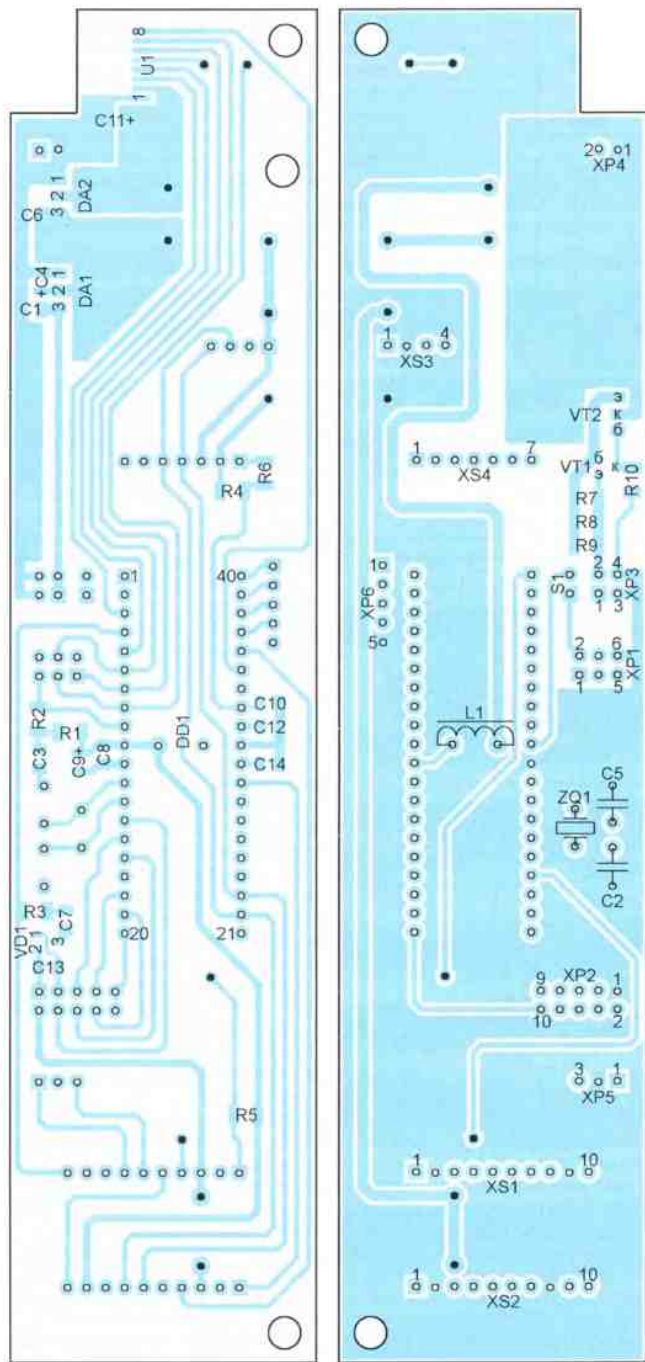 8
U1
1
C11+
3 2 1
DA2
C6
C1 +C4
3 2 1
DA1
R4
R6
1
40
R2
R1
C3
C9+
C8
DD1
C10
C12
C14
R3
C7
VD1
2 1
3
C13
20
21
R5
2 1
XP4
1 4
XS3
э
VT2 к
б
1 7
XS4
б
VT1 к
э
R7
R8
R9
R10
1
XP6
5
S1
2 4
1 3
XP3
2 6
1 5
XP1
L1
ZQ1
C5
C2
9 XP2 1
10 2
3 1
XP5
1 10
XS1
1 10
XS2